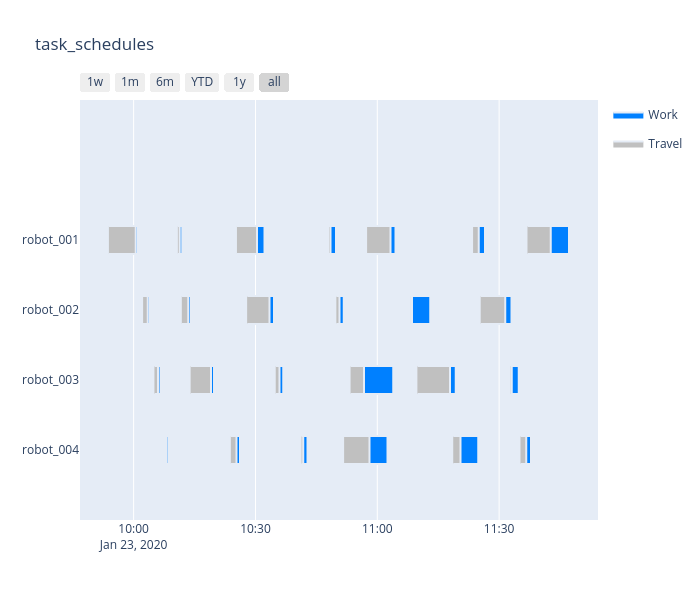 task_schedules
1w 1m 6m YTD 1y all
Work
Travel
robot_001
robot_002
robot_003
robot_004
10:00 10:30 11:00 11:30
Jan 23, 2020